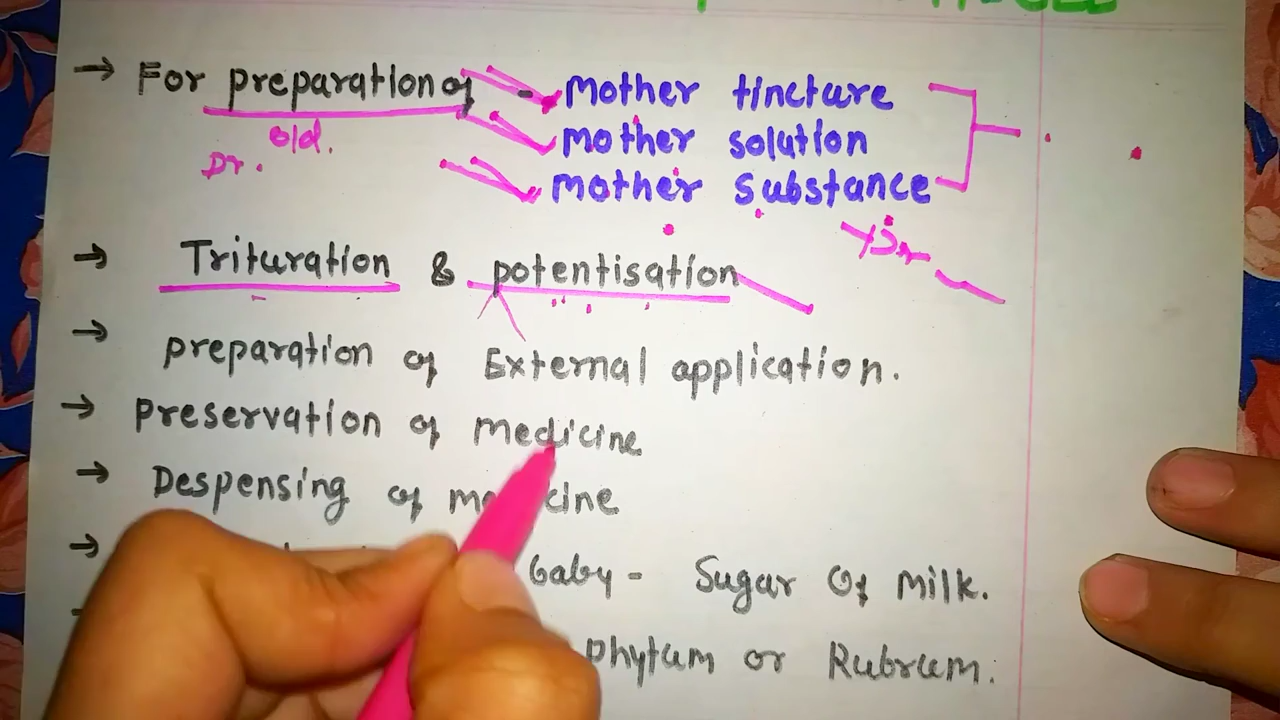 → For preparation of - Mother tincture
old.
Dr.
Mother solution
Mother substance
→ Trituration & potentisation
→ preparation of External application.
→ Preservation of Medicine
→ Despensing of
→ baby - Sugar Of Milk.
phytum or Rubrum.